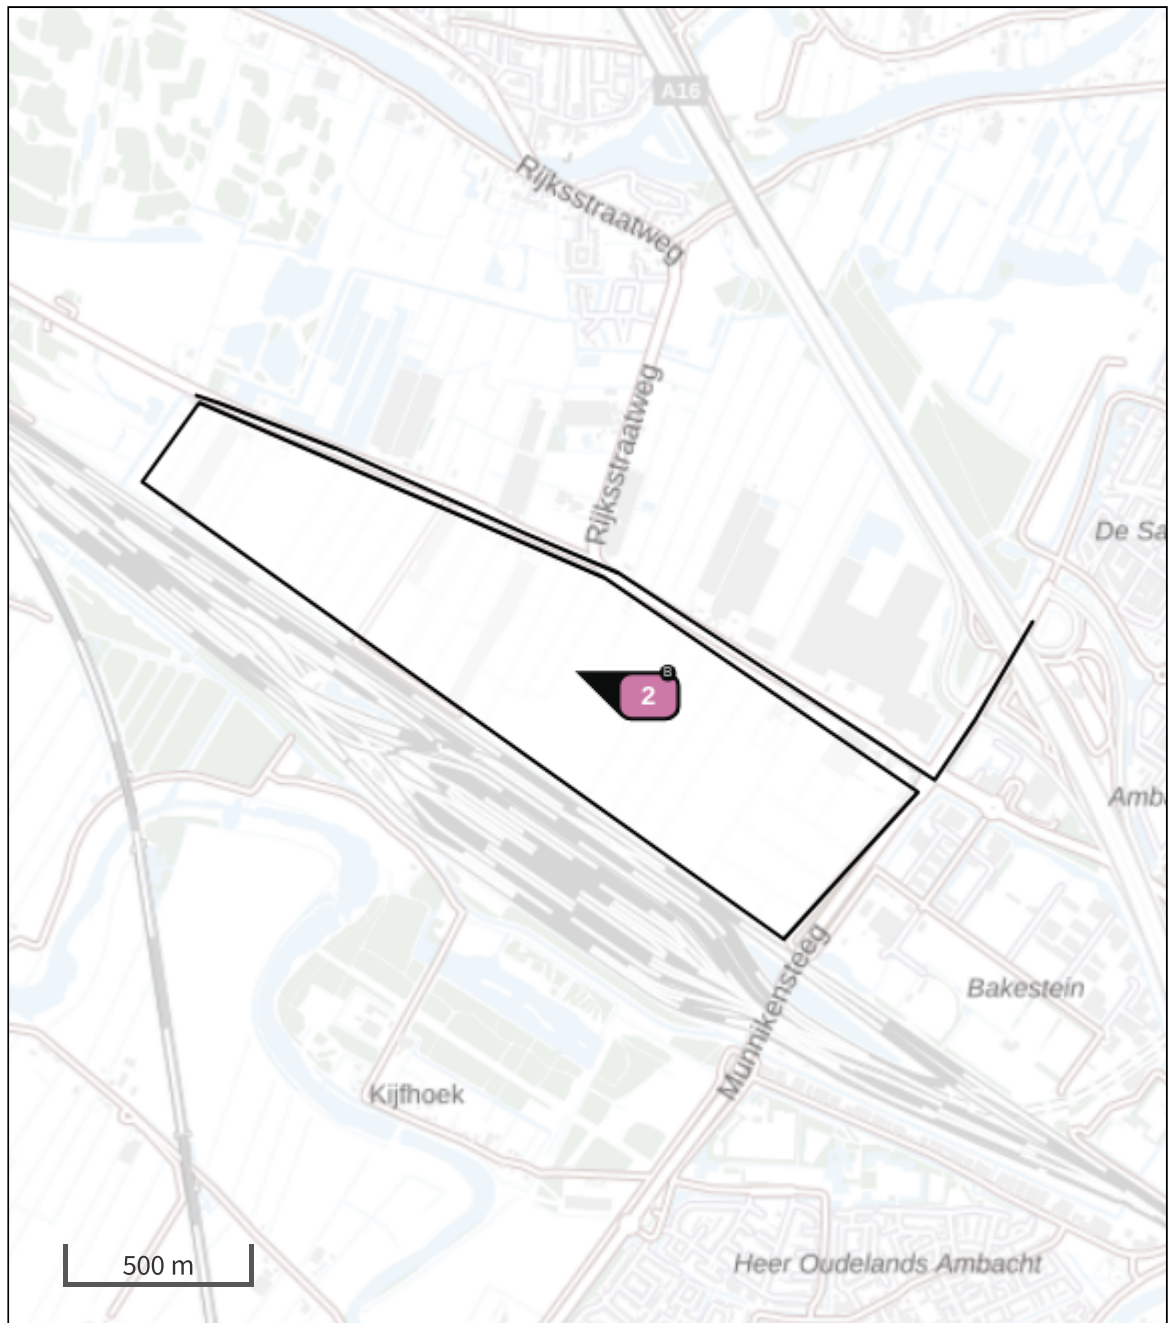 A16
Rijksstraatweg
Rijksstraatweg
De Sa
B
2
Amb
Munnikensteeg
Bakestein
Kijfhoek
500 m
Heer Oudelands Ambacht